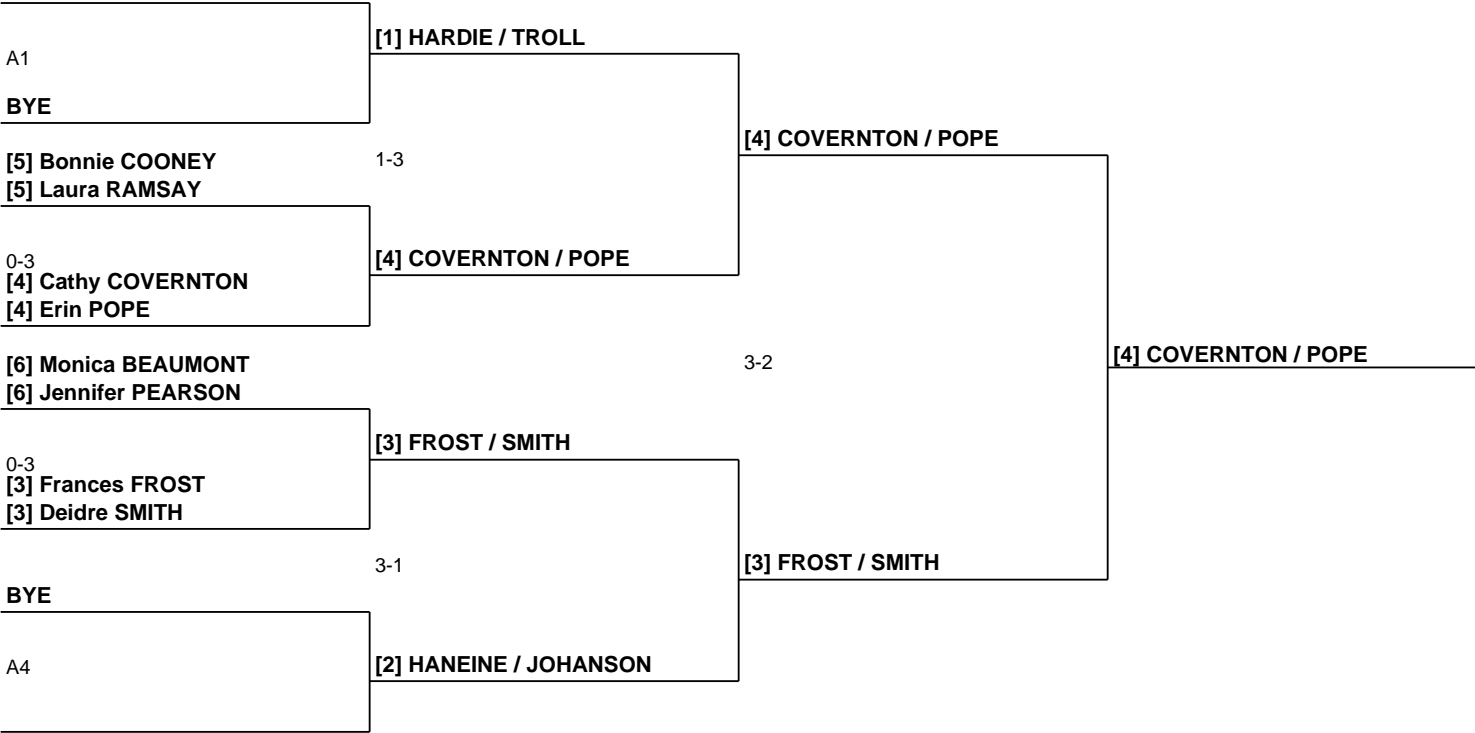 [1] HARDIE / TROLL
A1
BYE
[4] COVERNTON / POPE
[5] Bonnie COONEY
1-3
[5] Laura RAMSAY
0-3
[4] COVERNTON / POPE
[4] Cathy COVERNTON
[4] Erin POPE
[6] Monica BEAUMONT
3-2
[4] COVERNTON / POPE
[6] Jennifer PEARSON
[3] FROST / SMITH
0-3
[3] Frances FROST
[3] Deidre SMITH
3-1
[3] FROST / SMITH
BYE
A4
[2] HANEINE / JOHANSON